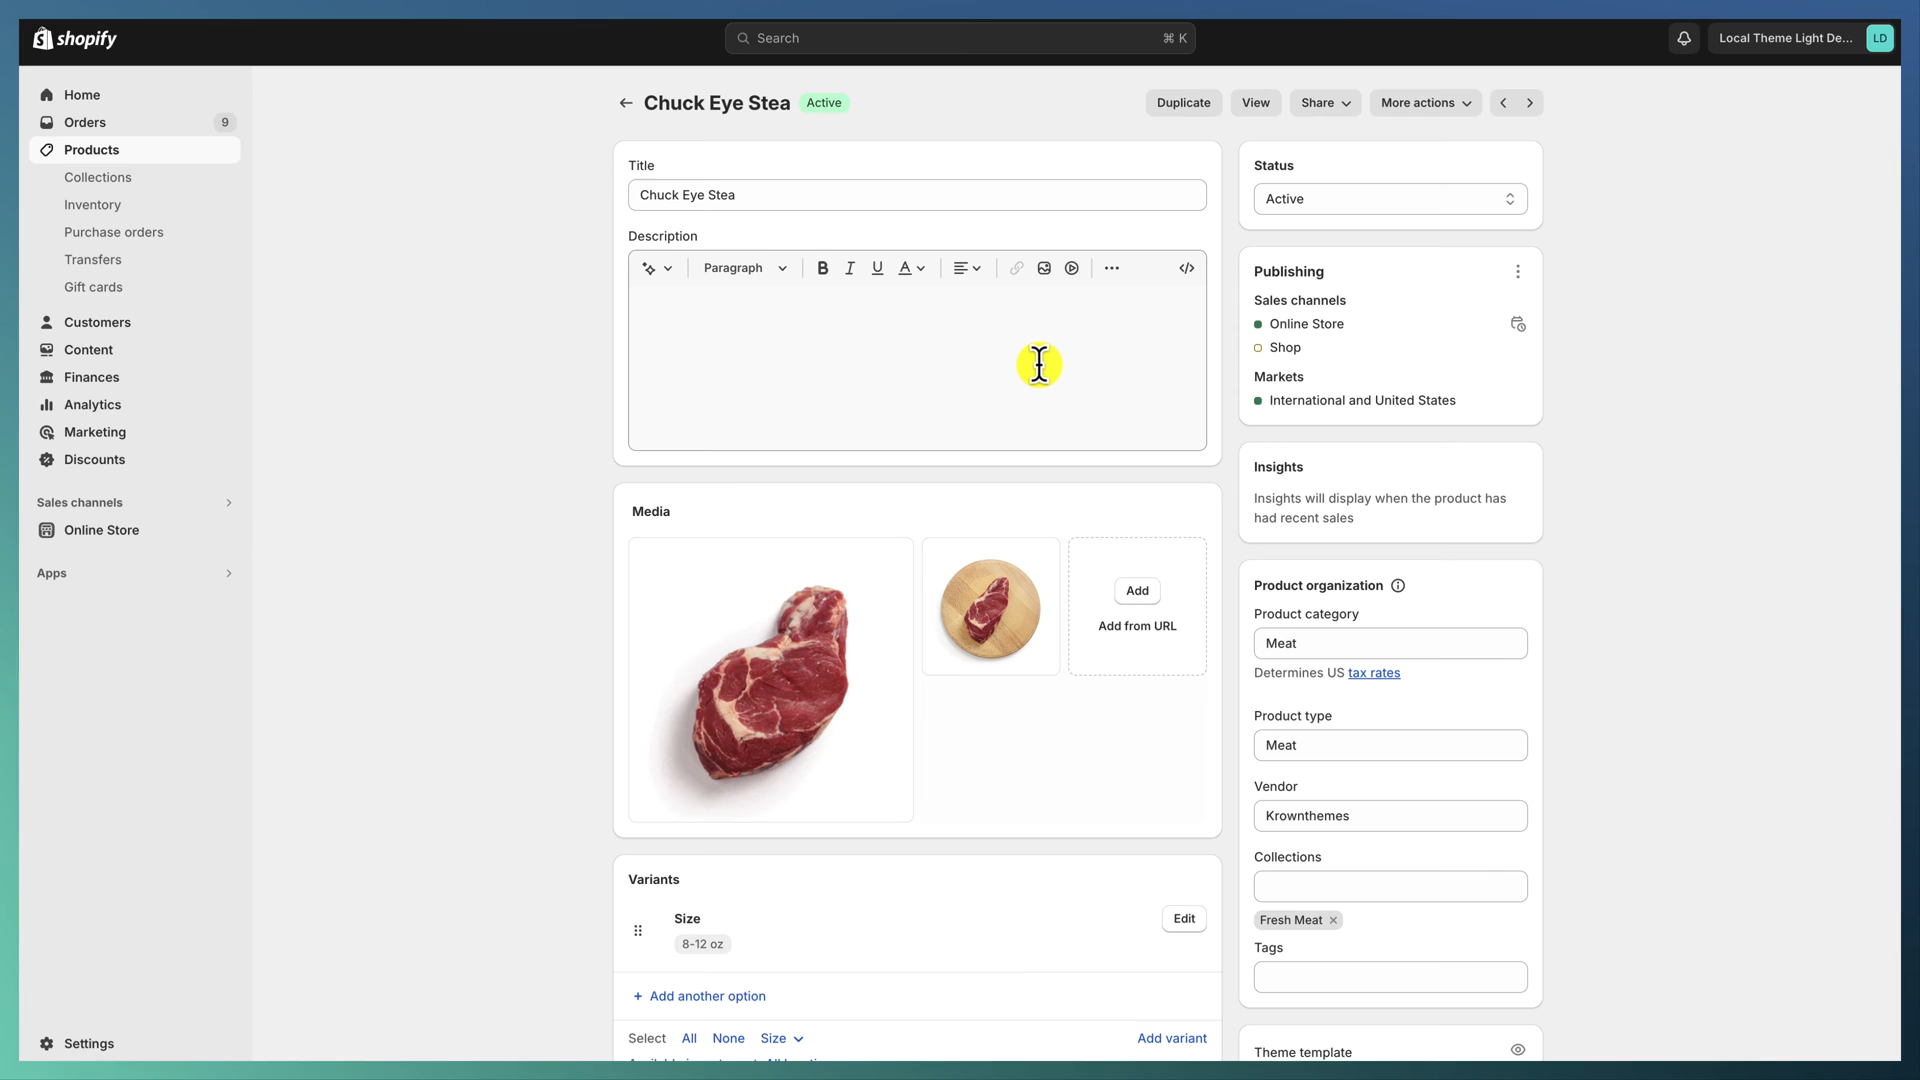 shopify
Search
⌘ K
Local Theme Light De...
LD
Home
Orders
9
Products
Collections
Inventory
Purchase orders
Transfers
Gift cards
Customers
Content
Finances
Analytics
Marketing
Discounts
Sales channels
Online Store
Apps
Settings
Chuck Eye Stea
Active
Duplicate
View
Share
More actions
Title
Chuck Eye Stea
Description
Paragraph
B I U A
Media
Add
Add from URL
Variants
Size
8-12 oz
Edit
+ Add another option
Select All None Size
Add variant
Status
Active
Publishing
Sales channels
Online Store
Shop
Markets
International and United States
Insights
Insights will display when the product has
had recent sales
Product organization
Product category
Meat
Determines US tax rates
Product type
Meat
Vendor
Krownthemes
Collections
Fresh Meat
Tags
Theme template